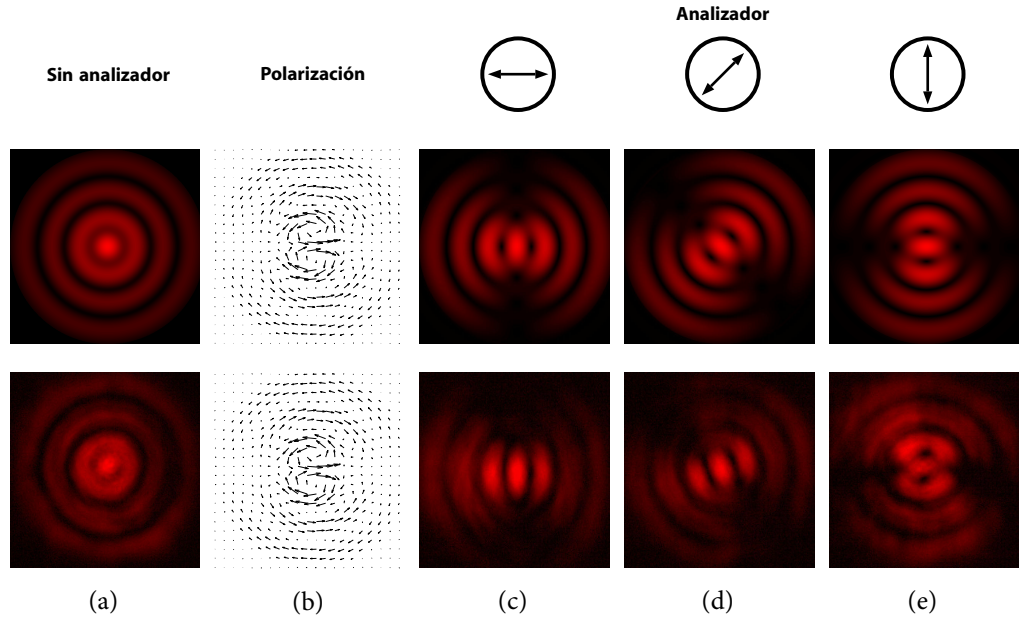 Analizador
Sin analizador
Polarización
(a)
(b)
(c)
(d)
(e)